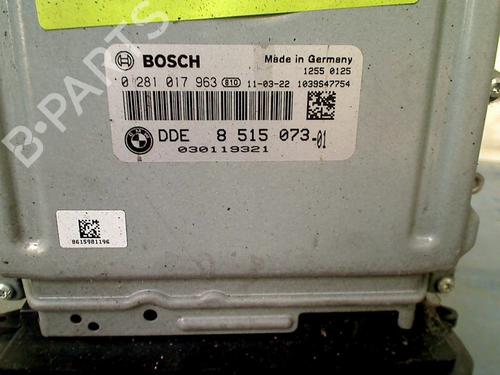 B-PARTS
BOSCH
Made in Germany
1255 0125
0 281 017 963 810 11-03-22 1039S47754
DDE 8 515 073-01
030119321
8615981196